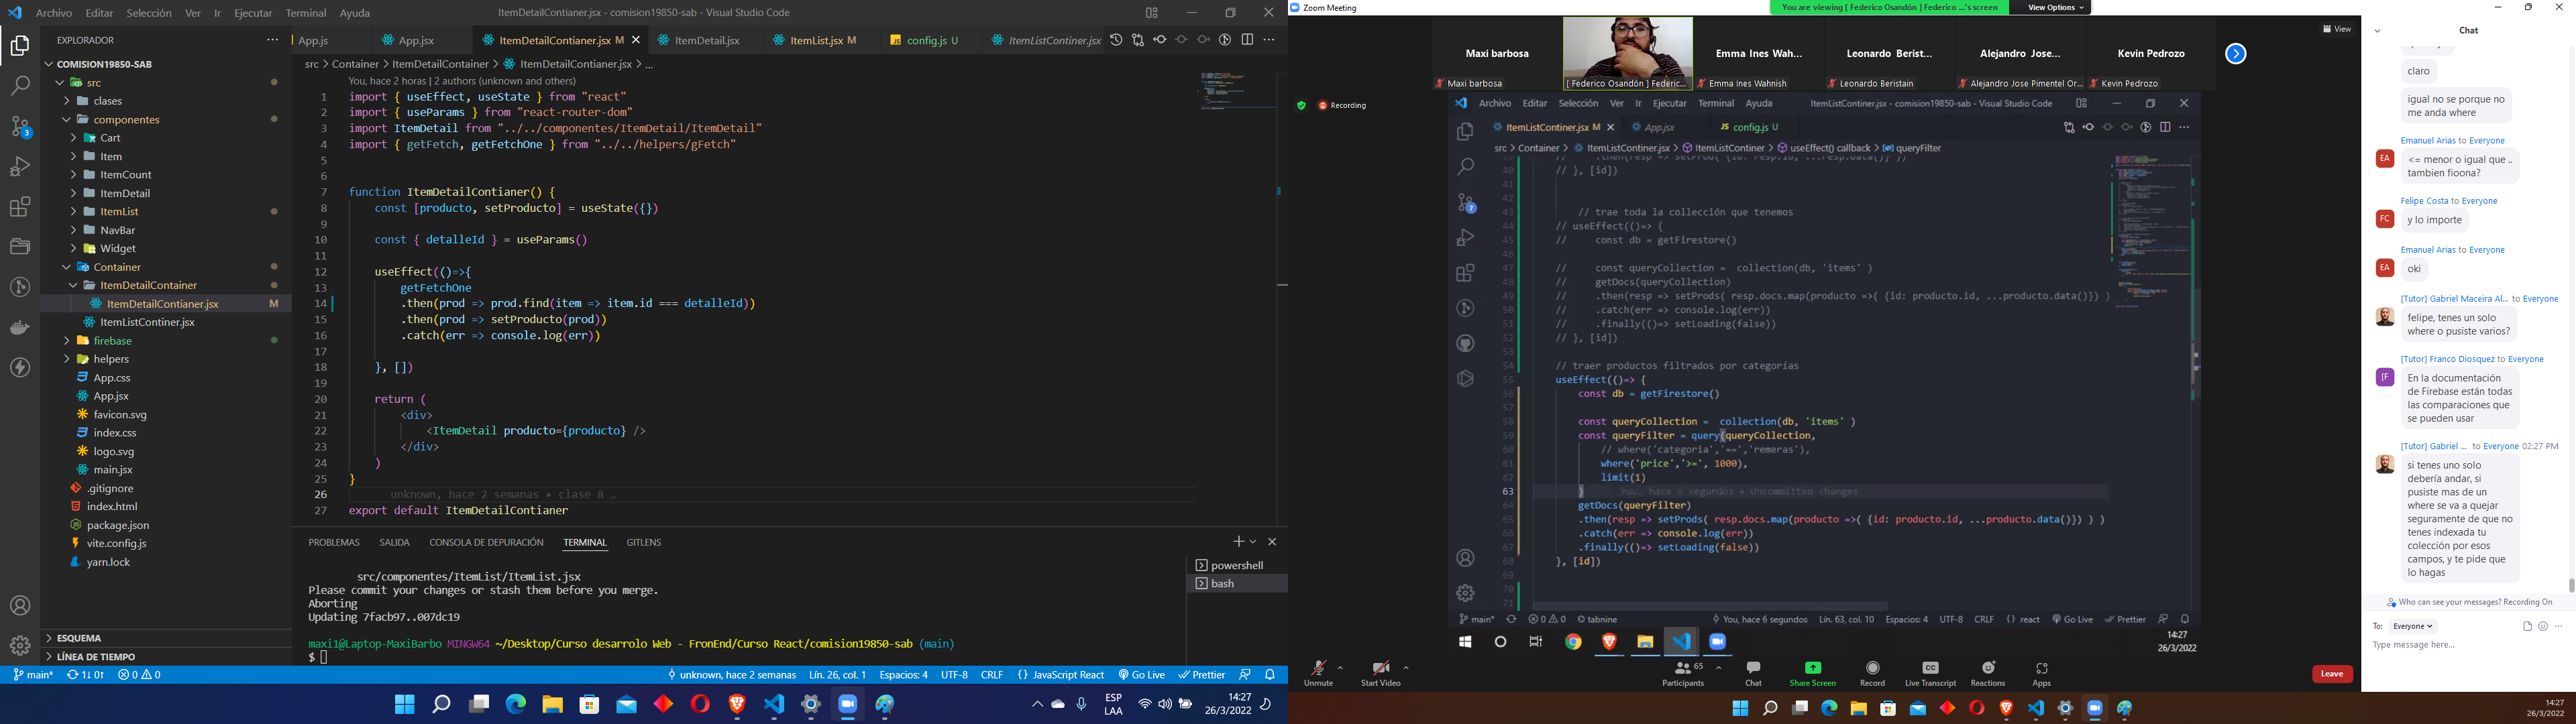 Archivo Editar Selección Ver Ir Ejecutar Terminal Ayuda
ItemDetailContianer.jsx - comision19850-sab - Visual Studio Code
EXPLORADOR
COMISION19850-SAB
src
clases
componentes
Cart
Item
ItemCount
ItemDetail
ItemList
NavBar
Widget
Container
ItemDetailContainer
ItemDetailContianer.jsx M
ItemListContiner.jsx
firebase
helpers
App.css
App.jsx
favicon.svg
index.css
logo.svg
main.jsx
.gitignore
index.html
package.json
vite.config.js
yarn.lock
ESQUEMA
LÍNEA DE TIEMPO
App.js
App.jsx
ItemDetailContianer.jsx M
ItemDetail.jsx
ItemList.jsx M
config.js U
ItemListContiner.jsx
src > Container > ItemDetailContainer > ItemDetailContianer.jsx > ...
You, hace 2 horas | 2 authors (unknown and others)
1 import { useEffect, useState } from "react"
2 import { useParams } from "react-router-dom"
3 import ItemDetail from "../../componentes/ItemDetail/ItemDetail"
4 import { getFetch, getFetchOne } from "../../helpers/gFetch"
5
6
7 function ItemDetailContianer() {
8 const [producto, setProducto] = useState({})
9
10 const { detalleId } = useParams()
11
12 useEffect(()=>{
13 getFetchOne
14 .then(prod => prod.find(item => item.id === detalleId))
15 .then(prod => setProducto(prod))
16 .catch(err => console.log(err))
17
18 }, [])
19
20 return (
21 <div>
22 <ItemDetail producto={producto} />
23 </div>
24 )
25 }
26 unknown, hace 2 semanas • clase 8 …
27 export default ItemDetailContianer
PROBLEMAS SALIDA CONSOLA DE DEPURACIÓN TERMINAL GITLENS
powershell
bash
src/componentes/ItemList/ItemList.jsx
Please commit your changes or stash them before you merge.
Aborting
Updating 7facb97..007dc19
maxi1@Laptop-MaxiBarbo MINGW64 ~/Desktop/Curso desarrolo Web - FronEnd/Curso React/comision19850-sab (main)
$
main* 1↓ 0↑ 0 0 unknown, hace 2 semanas Lín. 26, col. 1 Espacios: 4 UTF-8 CRLF JavaScript React Go Live Prettier
ESP
LAA
14:27
26/3/2022
Zoom Meeting
You are viewing [ Federico Osandón ] Federico ...'s screen View Options
View
Maxi barbosa
Emma Ines Wah...
Leonardo Berist...
Alejandro Jose...
Kevin Pedrozo
Maxi barbosa
[ Federico Osandón ] Federic...
Emma Ines Wahnish
Leonardo Beristain
Alejandro Jose Pimentel Or...
Kevin Pedrozo
Recording
Archivo Editar Selección Ver Ir Ejecutar Terminal Ayuda
ItemListContiner.jsx - comision19850-sab - Visual Studio Code
ItemListContiner.jsx M
App.jsx
config.js U
src > Container > ItemListContiner.jsx > ItemListContiner > useEffect() callback > queryFilter
39 // .then(resp => setProd( {id: resp.id, ...resp.data()} ))
40 // }, [id])
41
42
43 // trae toda la collección que tenemos
44 // useEffect(()=> {
45 // const db = getFirestore()
46
47 // const queryCollection = collection(db, 'items' )
48 // getDocs(queryCollection)
49 // .then(resp => setProds( resp.docs.map(producto =>( {id: producto.id, ...producto.data()}) )
50 // .catch(err => console.log(err))
51 // .finally(()=> setLoading(false))
52 // }, [id])
53
54 // traer productos filtrados por categorías
55 useEffect(()=> {
56 const db = getFirestore()
57
58 const queryCollection = collection(db, 'items' )
59 const queryFilter = query(queryCollection,
60 // where('categoria','==','remeras'),
61 where('price','>=', 1000),
62 limit(1)
63 ) You, hace 6 segundos • Uncommitted changes
64 getDocs(queryFilter)
65 .then(resp => setProds( resp.docs.map(producto =>( {id: producto.id, ...producto.data()}) ) )
66 .catch(err => console.log(err))
67 .finally(()=> setLoading(false))
68 }, [id])
69
70
71
main* 0 0 tabnine You, hace 6 segundos Lín. 63, col. 10 Espacios: 4 UTF-8 CRLF react Go Live Prettier
14:27
26/3/2022
Unmute
Start Video
65
Participants
Chat
Share Screen
Record
Live Transcript
Reactions
Apps
Leave
Chat
claro
igual no se porque no
me anda where
Emanuel Arias to Everyone
EA
<= menor o igual que ..
tambien fioona?
Felipe Costa to Everyone
FC
y lo importe
Emanuel Arias to Everyone
EA
oki
[Tutor] Gabriel Maceira Al... to Everyone
felipe, tenes un solo
where o pusiste varios?
[Tutor] Franco Diosquez to Everyone
[F
En la documentación
de Firebase están todas
las comparaciones que
se pueden usar
[Tutor] Gabriel ... to Everyone 02:27 PM
si tenes uno solo
debería andar, si
pusiste mas de un
where se va a quejar
seguramente de que no
tenes indexada tu
colección por esos
campos, y te pide que
lo hagas
Who can see your messages? Recording On
To: Everyone
Type message here...
14:27
26/3/2022